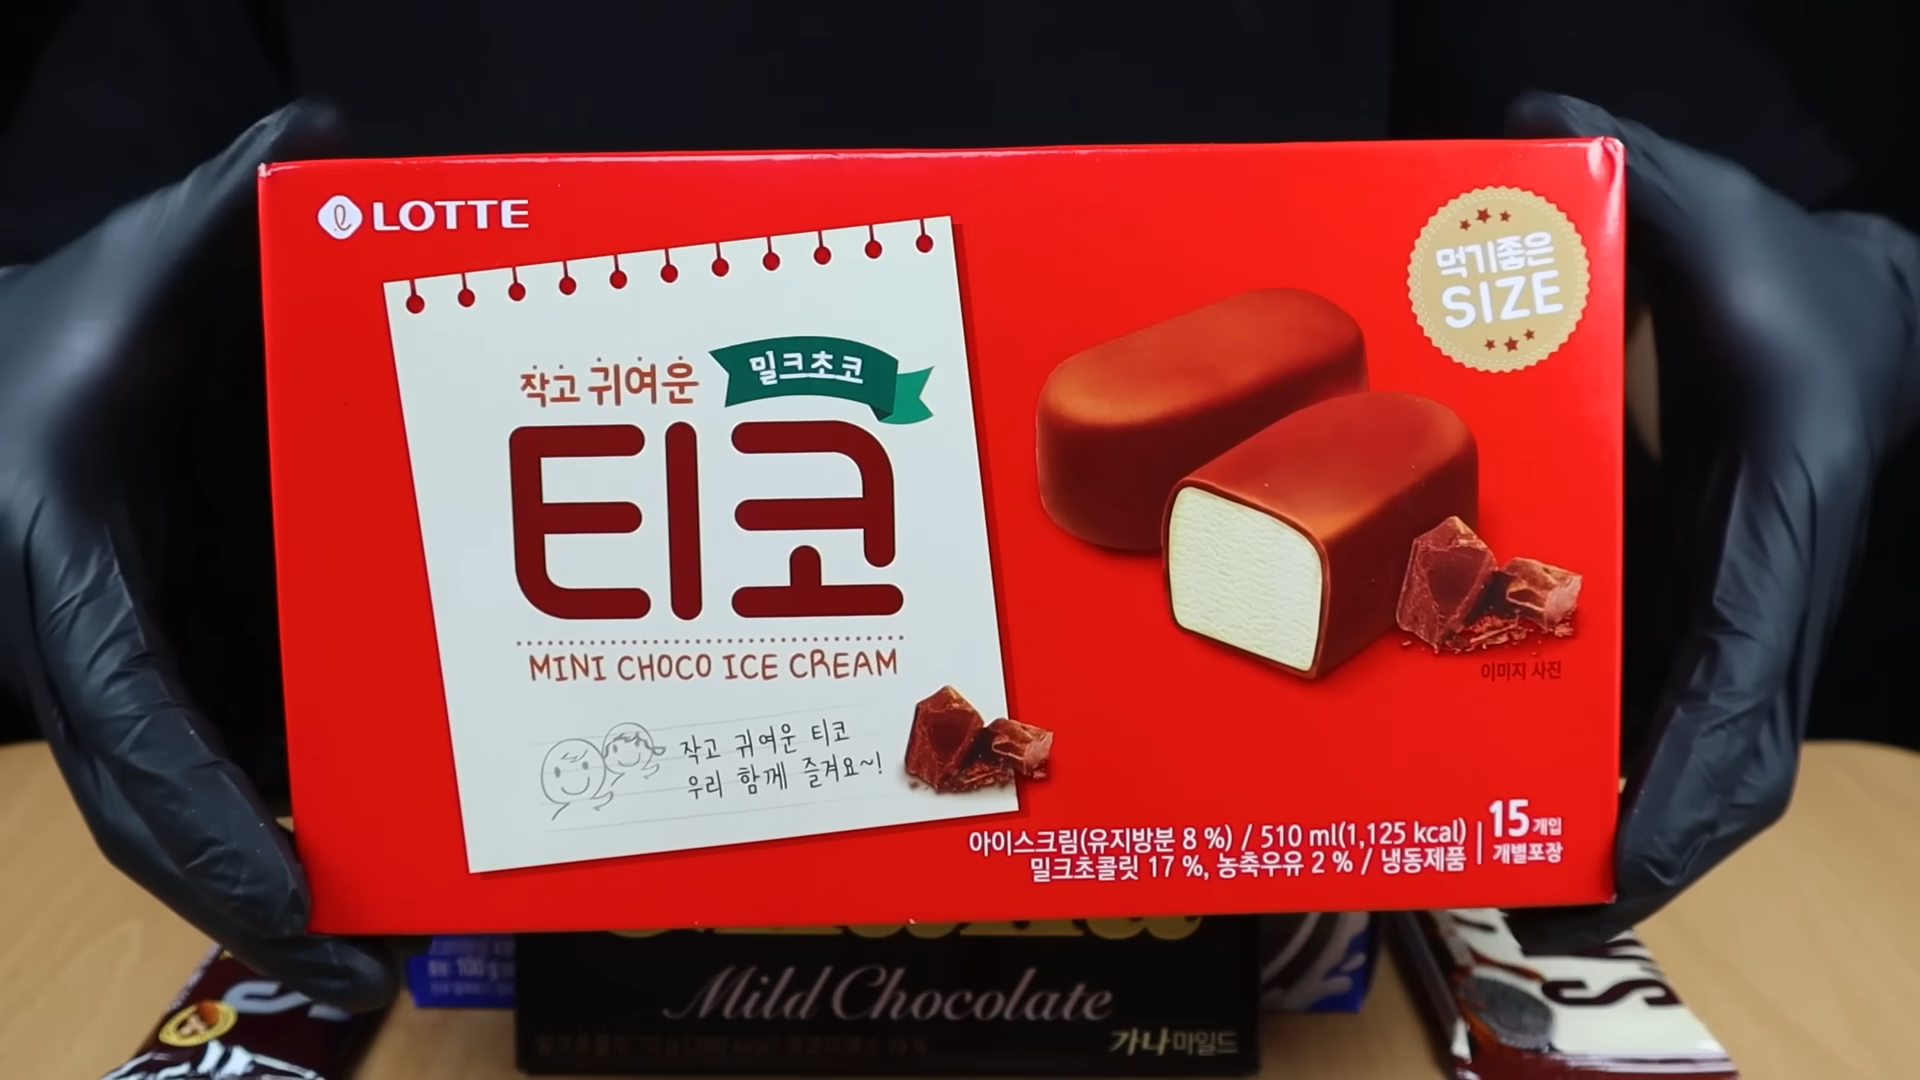 LOTTE
먹기좋은
SIZE
작고 귀여운
밀크초코
티코
MINI CHOCO ICE CREAM
작고 귀여운 티코
우리 함께 즐겨요~!
이미지 사진
아이스크림(유지방분 8 %) / 510 ml(1,125 kcal)
밀크초콜릿 17 %, 농축우유 2 % / 냉동제품
15개입
개별포장
100 g
Mild Chocolate
가나마일드